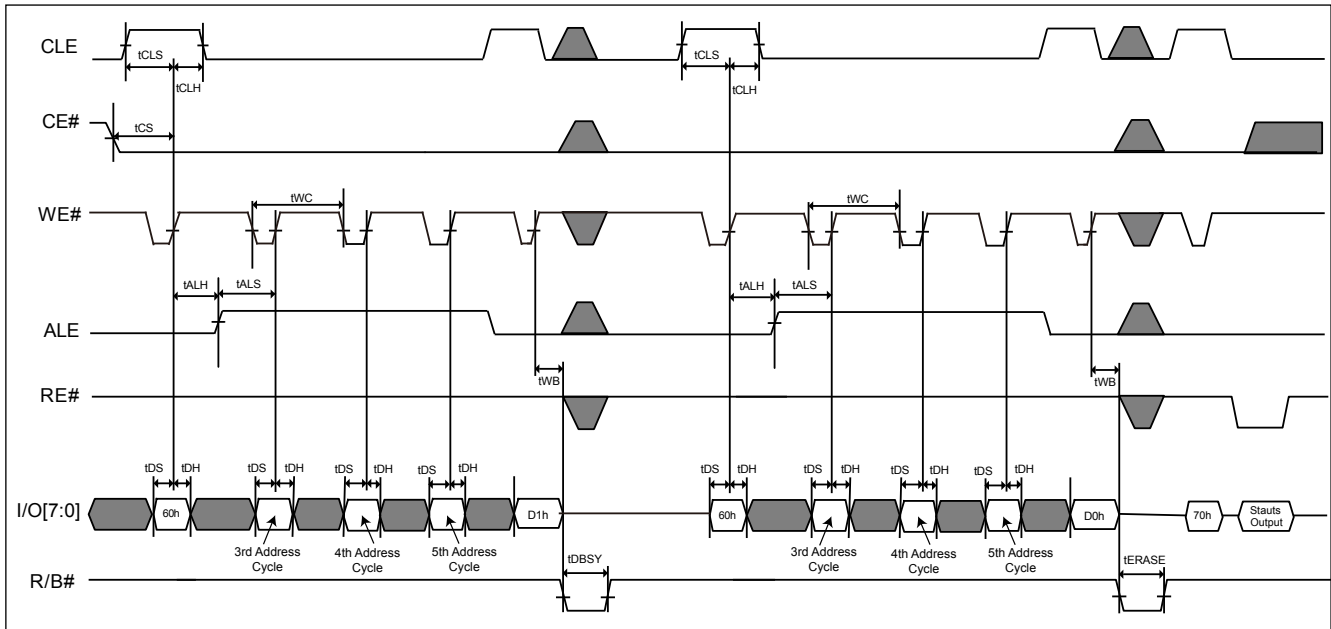 CLE
tCLS
tCLS
tCLH
tCLH
CE#
tCS
WE#
tWC
tWC
tALH
tALS
tALH
tALS
ALE
tWB
tWB
RE#
tDS
tDH
tDS
tDH
tDS
tDH
tDS
tDH
tDS
tDH
tDS
tDH
tDS
tDH
tDS
tDH
I/O[7:0]
60h
D1h
60h
D0h
70h
Stauts
Output
3rd Address
Cycle
4th Address
Cycle
5th Address
Cycle
3rd Address
Cycle
4th Address
Cycle
5th Address
Cycle
tDBSY
tERASE
R/B#